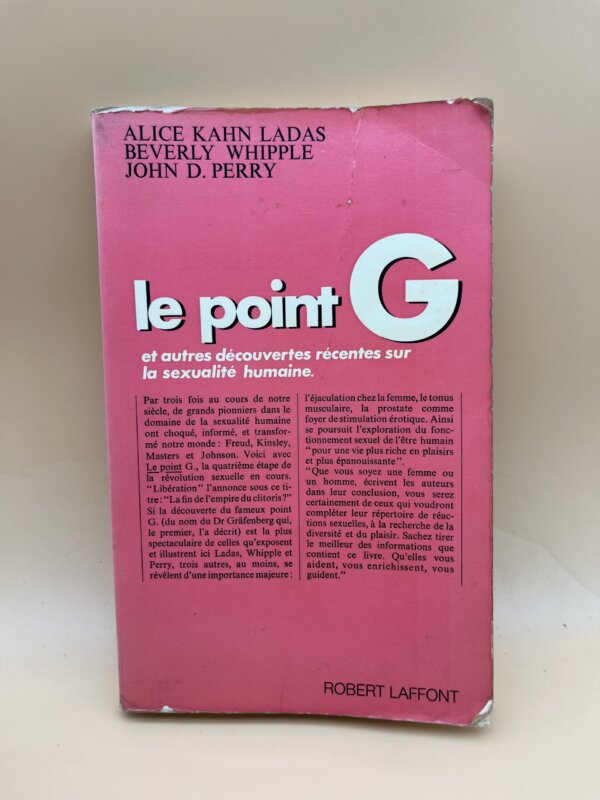 ALICE KAHN LADAS
BEVERLY WHIPPLE
JOHN D. PERRY
le point G
et autres découvertes récentes sur
la sexualité humaine.
Par trois fois au cours de notre
siècle, de grands pionniers dans le
domaine de la sexualité humaine
ont choqué, informé, et transfor-
mé notre monde : Freud, Kinsley,
Masters et Johnson. Voici avec
Le point G., la quatrième étape de
la révolution sexuelle en cours.
"Libération" l'annonce sous ce ti-
tre: "La fin de l'empire du clitoris?"
Si la découverte du fameux point
G. (du nom du Dr Gräfenberg qui,
le premier, l'a décrit) est la plus
spectaculaire de celles qu'exposent
et illustrent ici Ladas, Whipple et
Perry, trois autres, au moins, se
révèlent d'une importance majeure :
l'éjaculation chez la femme, le tonus
musculaire, la prostate comme
foyer de stimulation érotique. Ainsi
se poursuit l'exploration du fonc-
tionnement sexuel de l'être humain
"pour une vie plus riche en plaisirs
et plus épanouissante".
"Que vous soyez une femme ou
un homme, écrivent les auteurs
dans leur conclusion, vous serez
certainement de ceux qui voudront
compléter leur répertoire de réac-
tions sexuelles, à la recherche de la
diversité et du plaisir. Sachez tirer
le meilleur des informations que
contient ce livre. Qu'elles vous
aident, vous enrichissent, vous
guident."
ROBERT LAFFONT